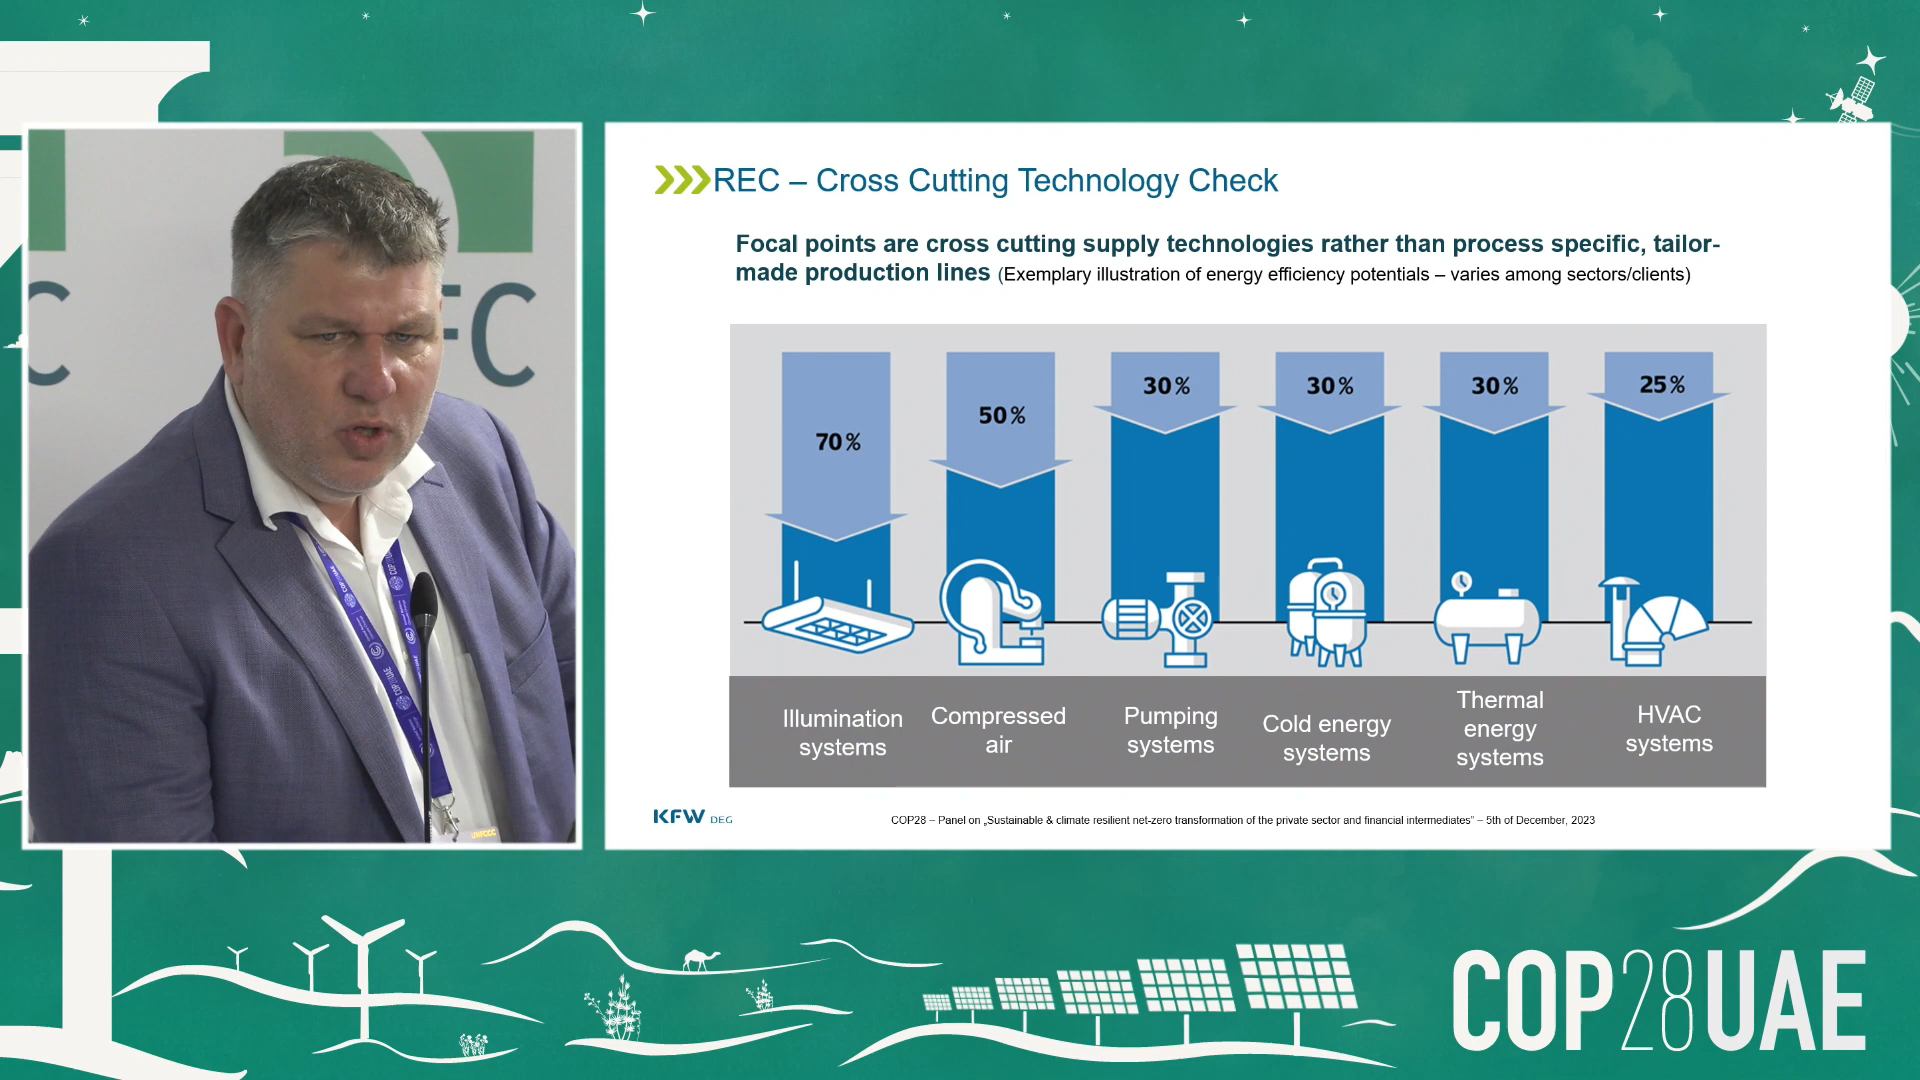 REC – Cross Cutting Technology Check
Focal points are cross cutting supply technologies rather than process specific, tailor-
made production lines (Exemplary illustration of energy efficiency potentials – varies among sectors/clients)
70%
50%
30%
30%
30%
25%
Illumination
systems
Compressed
air
Pumping
systems
Cold energy
systems
Thermal
energy
systems
HVAC
systems
KFW DEG
COP28 – Panel on „Sustainable & climate resilient net-zero transformation of the private sector and financial intermediates” – 5th of December, 2023
C
FC
UNFCCC
COP28UAE